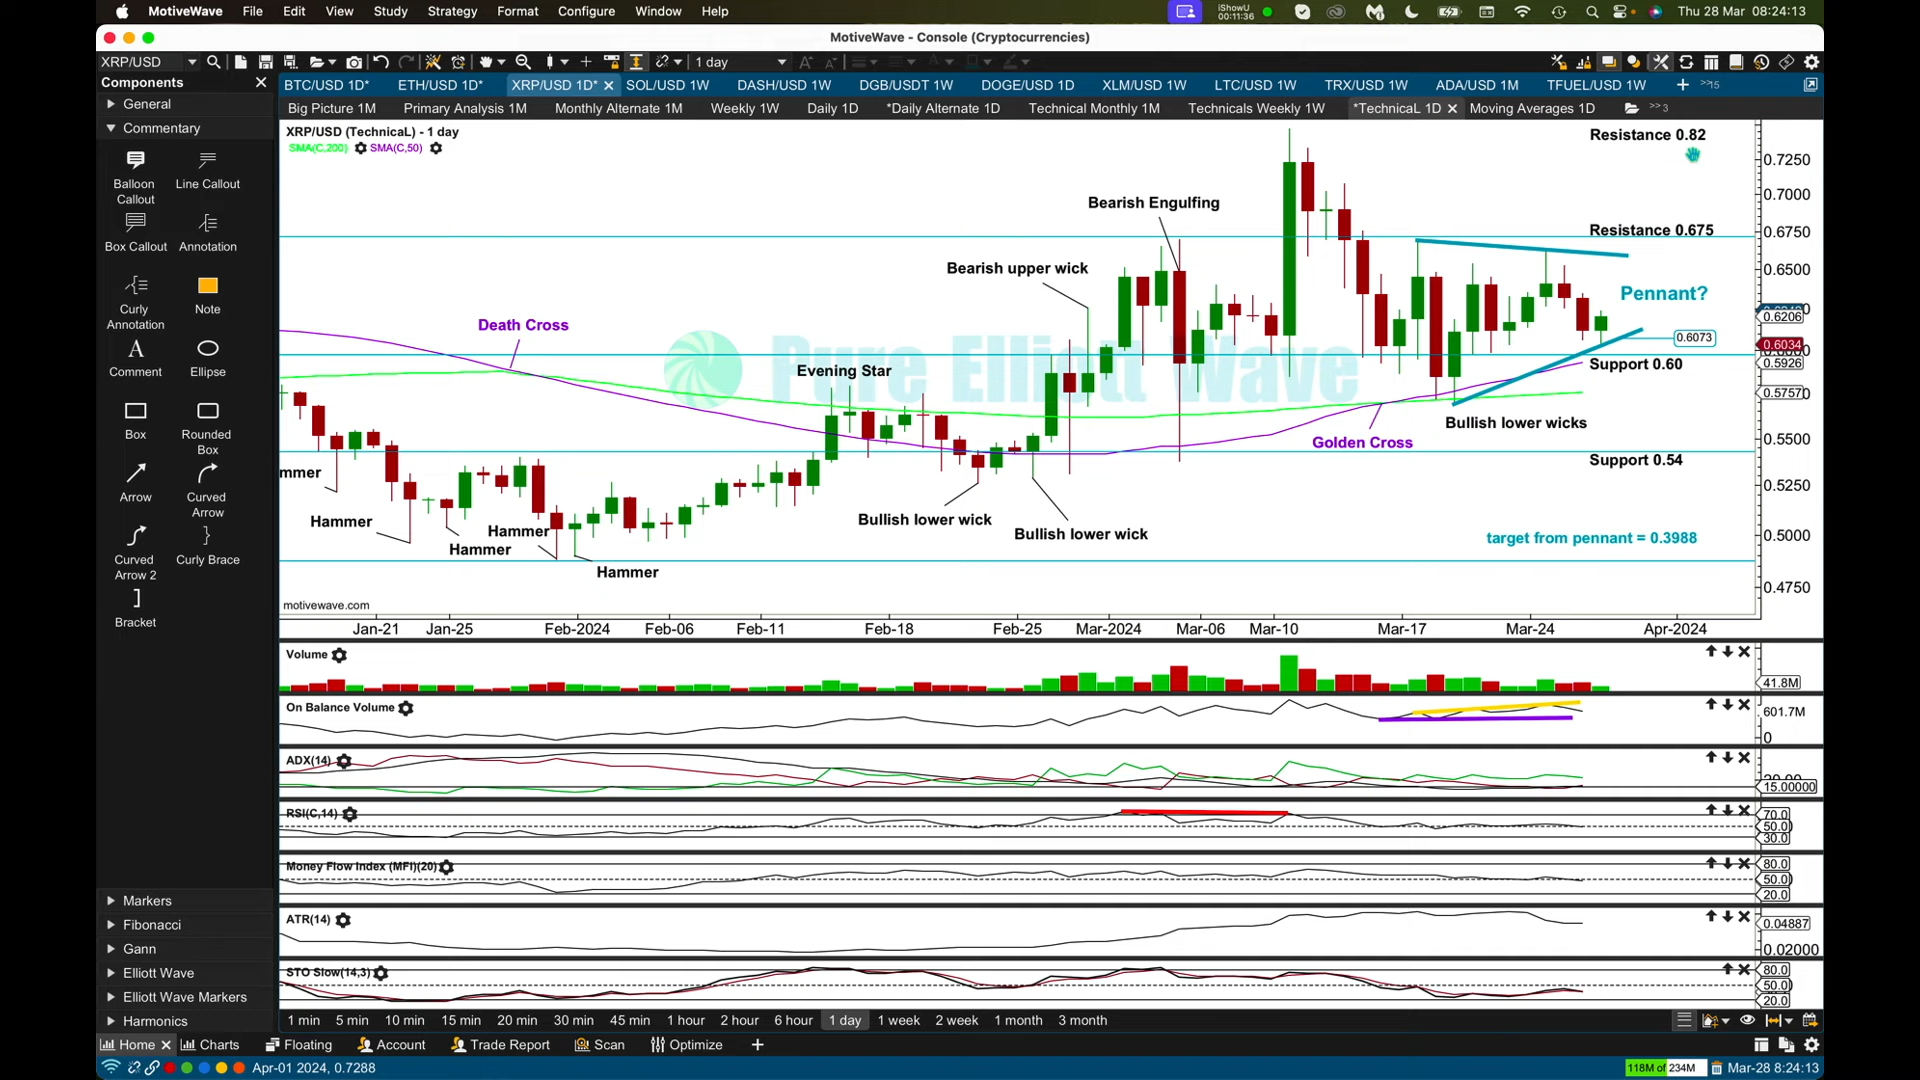 MotiveWave File Edit View Study Strategy Format Configure Window Help
iShowU
00:11:36
Thu 28 Mar 08:24:13
MotiveWave - Console (Cryptocurrencies)
XRP/USD
1 day
Components
General
Commentary
Balloon Callout
Line Callout
Box Callout
Annotation
Curly Annotation
Note
Comment
Ellipse
Box
Rounded Box
Arrow
Curved Arrow
Curved Arrow 2
Curly Brace
Bracket
Markers
Fibonacci
Gann
Elliott Wave
Elliott Wave Markers
Harmonics
BTC/USD 1D* ETH/USD 1D* XRP/USD 1D* SOL/USD 1W DASH/USD 1W DGB/USDT 1W DOGE/USD 1D XLM/USD 1W LTC/USD 1W TRX/USD 1W ADA/USD 1M TFUEL/USD 1W >>15
Big Picture 1M Primary Analysis 1M Monthly Alternate 1M Weekly 1W Daily 1D *Daily Alternate 1D Technical Monthly 1M Technicals Weekly 1W *TechnicaL 1D Moving Averages 1D >>3
XRP/USD (TechnicaL) - 1 day
SMA(C,200) SMA(C,50)
Resistance 0.82
0.7250
0.7000
Bearish Engulfing
Resistance 0.675
0.6750
Bearish upper wick
0.6500
Pennant?
0.6206
Death Cross
0.6073
0.6034
Pure Elliott Wave
Support 0.60
0.5926
Evening Star
0.5757
Bullish lower wicks
Golden Cross
0.5500
Support 0.54
mmer
0.5250
Hammer
Hammer
Hammer
Bullish lower wick
Bullish lower wick
target from pennant = 0.3988
0.5000
Hammer
0.4750
motivewave.com
Jan-21 Jan-25 Feb-2024 Feb-06 Feb-11 Feb-18 Feb-25 Mar-2024 Mar-06 Mar-10 Mar-17 Mar-24 Apr-2024
Volume
41.8M
On Balance Volume
601.7M
0
ADX(14)
15.00000
RSI(C,14)
70.0
50.0
30.0
Money Flow Index (MFI)(20)
80.0
50.0
20.0
ATR(14)
0.04887
0.02000
STO Slow(14,3)
80.0
50.0
20.0
1 min 5 min 10 min 15 min 20 min 30 min 45 min 1 hour 2 hour 6 hour 1 day 1 week 2 week 1 month 3 month
Home Charts Floating Account Trade Report Scan Optimize
Apr-01 2024, 0.7288
118M of 234M
Mar-28 8:24:13